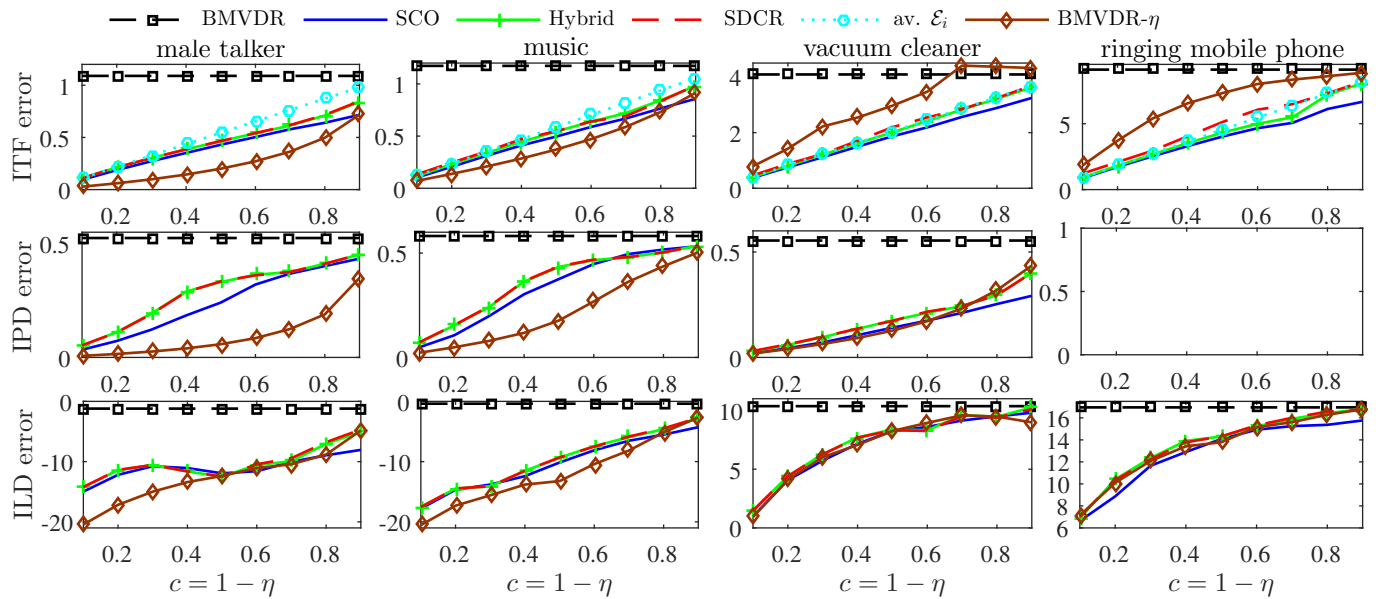 BMVDR SCO Hybrid SDCR av. ℰᵢ BMVDR-η
male talker music vacuum cleaner ringing mobile phone
ITF error
1
0.5
0
0.2 0.4 0.6 0.8
1
0.5
0
0.2 0.4 0.6 0.8
4
2
0
0.2 0.4 0.6 0.8
5
0
0.2 0.4 0.6 0.8
IPD error
0.5
0
0.2 0.4 0.6 0.8
0.5
0
0.2 0.4 0.6 0.8
0.5
0
0.2 0.4 0.6 0.8
1
0.5
0
0.2 0.4 0.6 0.8
ILD error
0
-10
-20
0.2 0.4 0.6 0.8
c = 1 − η
0
-10
-20
0.2 0.4 0.6 0.8
c = 1 − η
10
5
0
0.2 0.4 0.6 0.8
c = 1 − η
16
14
12
10
8
6
0.2 0.4 0.6 0.8
c = 1 − η